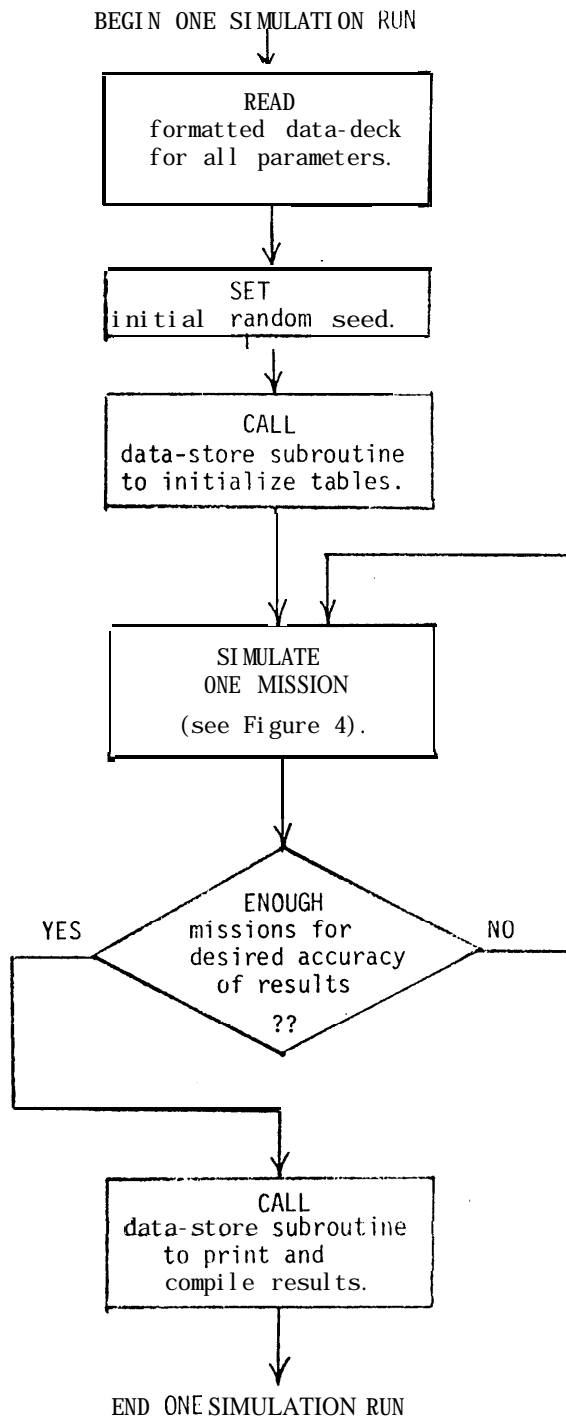 BEGIN ONE SIMULATION RUN
READ
formatted data-deck
for all parameters.
SET
initial random seed.
CALL
data-store subroutine
to initialize tables.
SIMULATE
ONE MISSION
(see Figure 4).
ENOUGH
YES
missions for
NO
desired accuracy
of results
??
CALL
data-store subroutine
to print and
compile results.
END ONE SIMULATION RUN